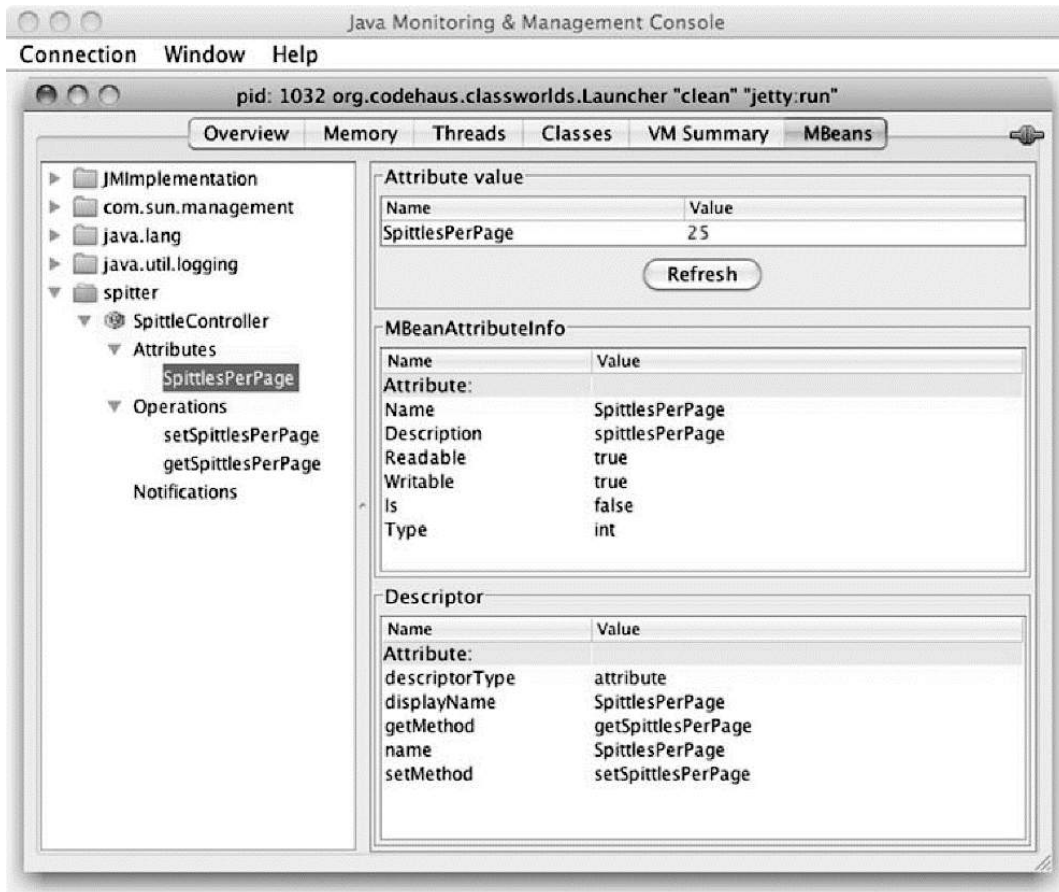 Java Monitoring & Management Console
Connection Window Help
pid: 1032 org.codehaus.classworlds.Launcher "clean" "jetty:run"
Overview Memory Threads Classes VM Summary MBeans
JMImplementation
com.sun.management
java.lang
java.util.logging
spitter
SpittleController
Attributes
SpittlesPerPage
Operations
setSpittlesPerPage
getSpittlesPerPage
Notifications
Attribute value
Name Value
SpittlesPerPage 25
Refresh
MBeanAttributeInfo
Name Value
Attribute:
Name SpittlesPerPage
Description spittlesPerPage
Readable true
Writable true
Is false
Type int
Descriptor
Name Value
Attribute:
descriptorType attribute
displayName SpittlesPerPage
getMethod getSpittlesPerPage
name SpittlesPerPage
setMethod setSpittlesPerPage